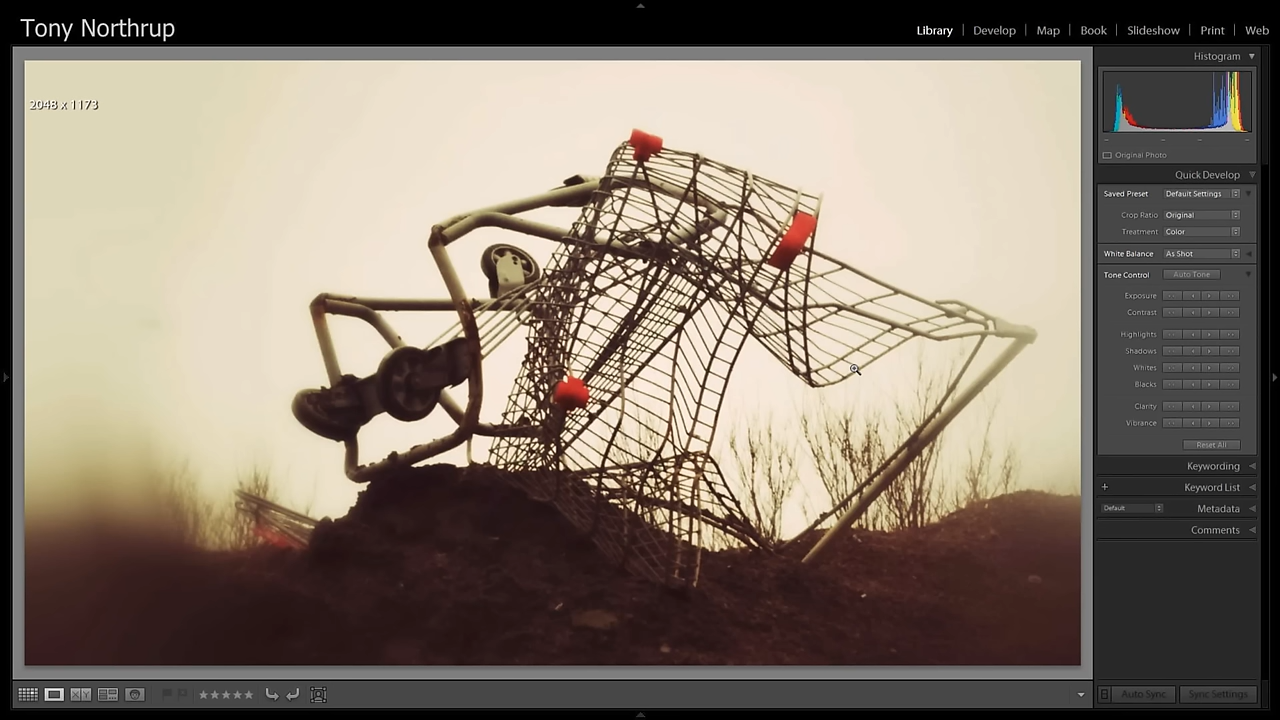 Tony Northrup
Library | Develop | Map | Book | Slideshow | Print | Web
2048 x 1173
Histogram
Original Photo
Quick Develop
Saved Preset Default Settings
Crop Ratio Original
Treatment Color
White Balance As Shot
Tone Control Auto Tone
Exposure
Contrast
Highlights
Shadows
Whites
Blacks
Clarity
Vibrance
Reset All
Keywording
+ Keyword List
Default Metadata
Comments
Auto Sync Sync Settings